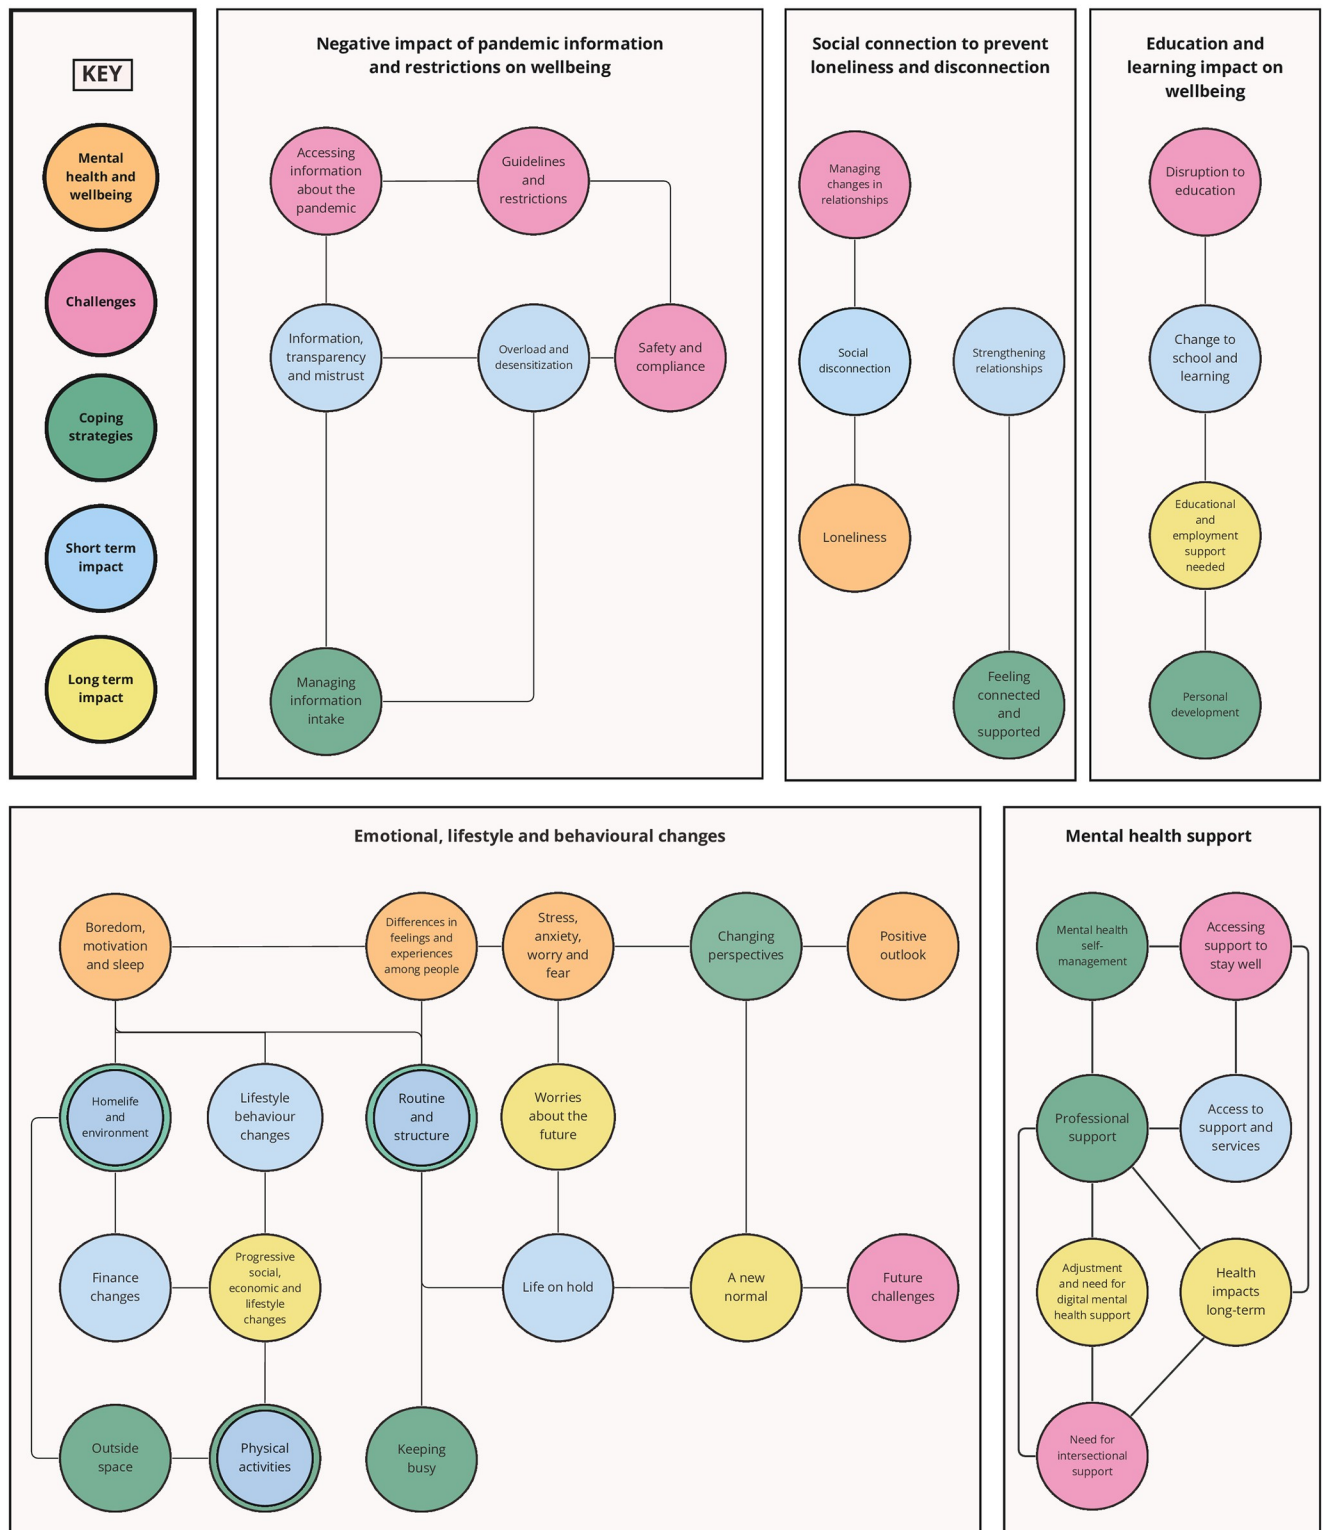 KEY
Mental
health and
wellbeing
Challenges
Coping
strategies
Short term
impact
Long term
impact
Negative impact of pandemic information
and restrictions on wellbeing
Accessing
information
about the
pandemic
Guidelines
and
restrictions
Information,
transparency
and mistrust
Overload and
desensitization
Safety and
compliance
Managing
information
intake
Social connection to prevent
loneliness and disconnection
Managing
changes in
relationships
Social
disconnection
Strengthening
relationships
Loneliness
Feeling
connected
and
supported
Education and
learning impact on
wellbeing
Disruption to
education
Change to
school and
learning
Educational
and
employment
support
needed
Personal
development
Emotional, lifestyle and behavioural changes
Boredom,
motivation
and sleep
Differences in
feelings and
experiences
among people
Stress,
anxiety,
worry and
fear
Changing
perspectives
Positive
outlook
Homelife
and
environment
Lifestyle
behaviour
changes
Routine
and
structure
Worries
about the
future
Finance
changes
Progressive
social,
economic and
lifestyle
changes
Life on hold
A new
normal
Future
challenges
Outside
space
Physical
activities
Keeping
busy
Mental health support
Mental health
self-
management
Accessing
support to
stay well
Professional
support
Access to
support and
services
Adjustment
and need for
digital mental
health support
Health
impacts
long-term
Need for
intersectional
support